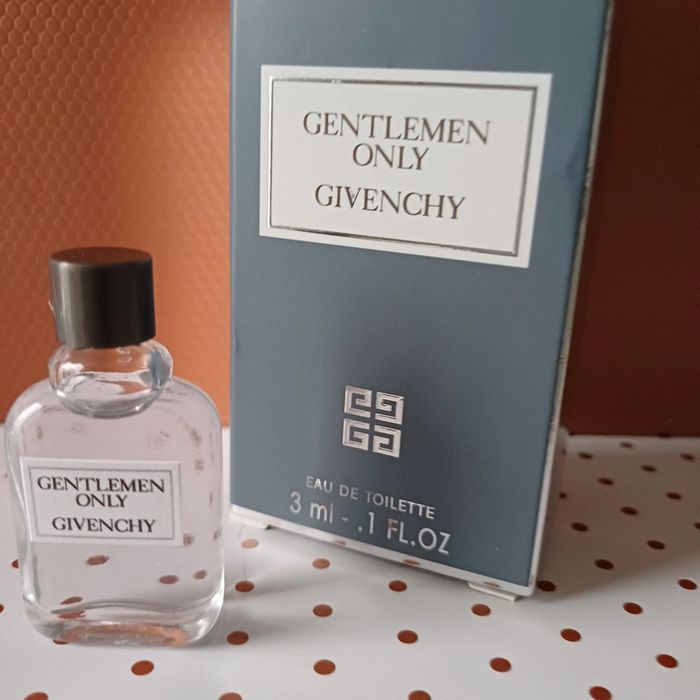 GENTLEMEN
ONLY
GIVENCHY
EAU DE TOILETTE
3 ml - .1 FL.OZ
GENTLEMEN
ONLY
GIVENCHY